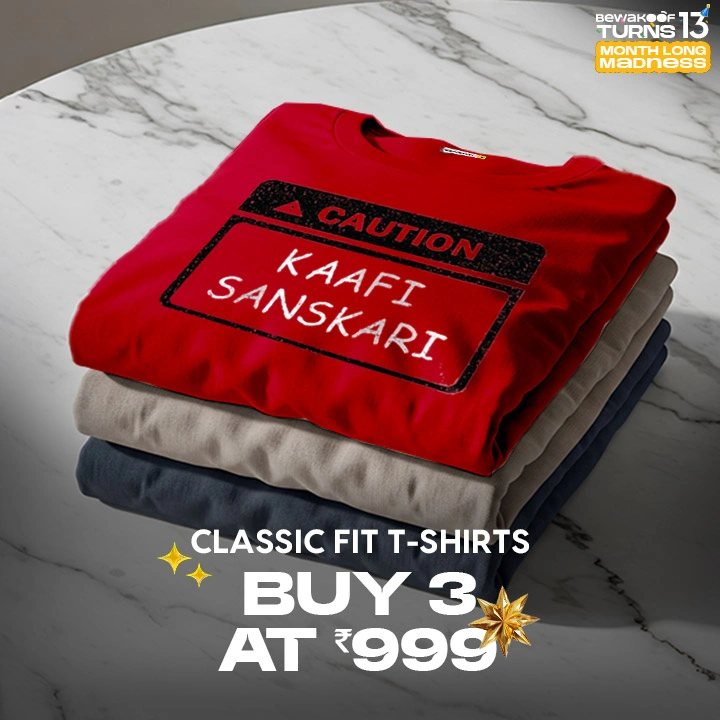 BEWAKOOF
TURNS 13
MONTH LONG
MADNESS
CAUTION
KAAFI
SANSKARI
CLASSIC FIT T-SHIRTS
BUY 3
AT ₹999